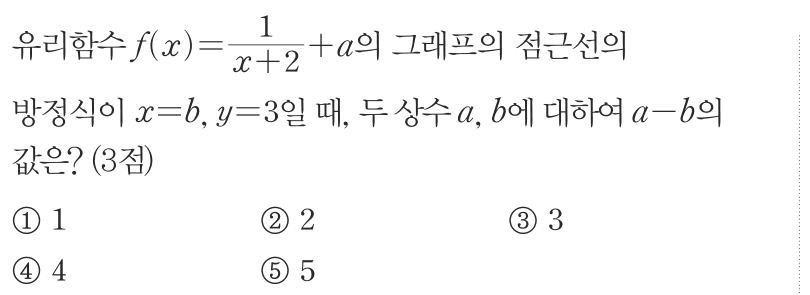 유리함수 f(x)=\frac{1}{x+2}+a의 그래프의 점근선의
방정식이 x=b, y=3일 때, 두 상수 a, b에 대하여 a-b의
값은? (3점)
① 1 ② 2 ③ 3
④ 4 ⑤ 5